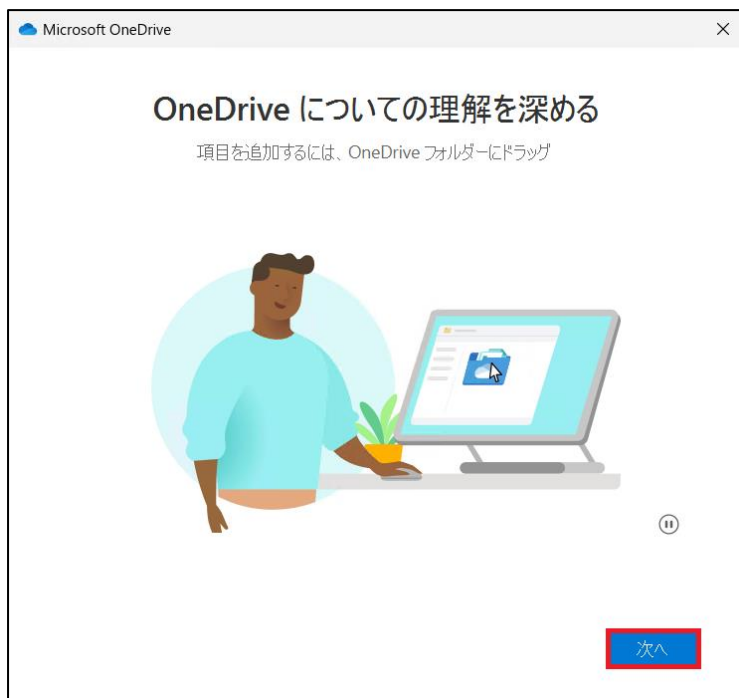 Microsoft OneDrive
OneDrive についての理解を深める
項目を追加するには、OneDrive フォルダーにドラッグ
次へ